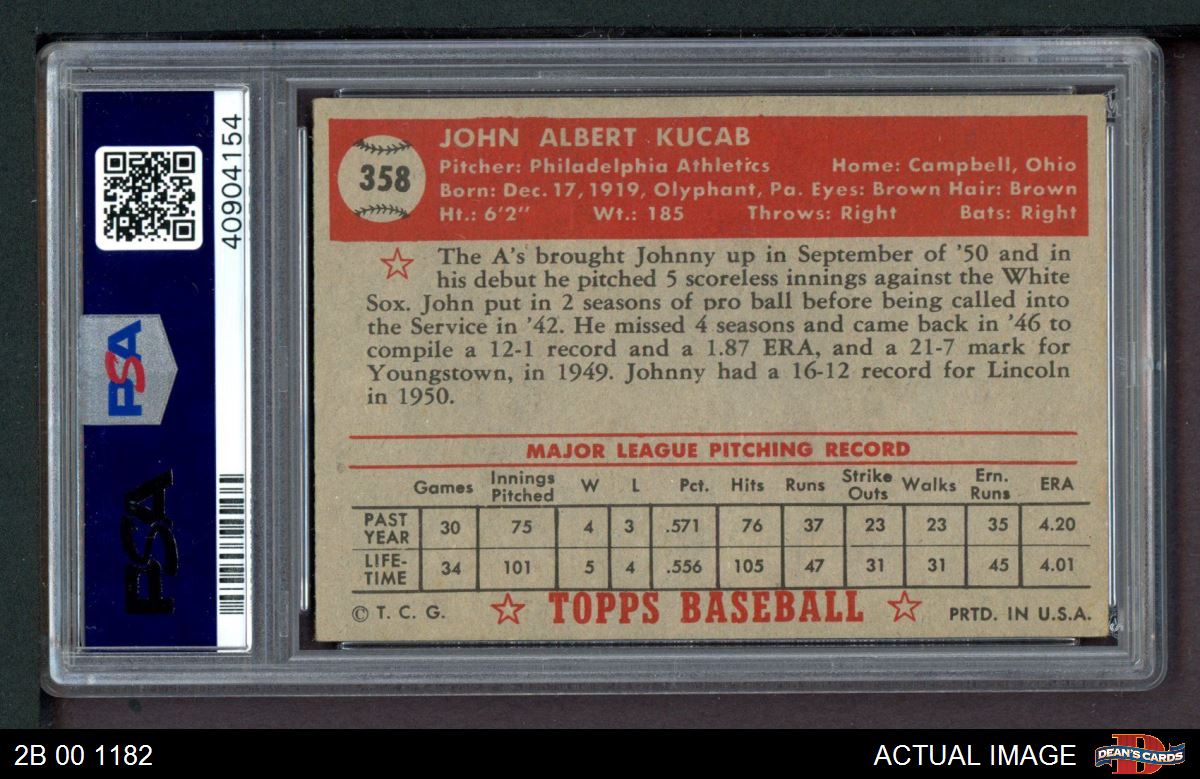 40904154
PSA
PSA
358
JOHN ALBERT KUCAB
Pitcher: Philadelphia Athletics Home: Campbell, Ohio
Born: Dec. 17, 1919, Olyphant, Pa. Eyes: Brown Hair: Brown
Ht.: 6'2" Wt.: 185 Throws: Right Bats: Right
The A's brought Johnny up in September of '50 and in
his debut he pitched 5 scoreless innings against the White
Sox. John put in 2 seasons of pro ball before being called into
the Service in '42. He missed 4 seasons and came back in '46 to
compile a 12-1 record and a 1.87 ERA, and a 21-7 mark for
Youngstown, in 1949. Johnny had a 16-12 record for Lincoln
in 1950.
MAJOR LEAGUE PITCHING RECORD
Games Innings Pitched W L Pct. Hits Runs Strike Outs Walks Ern. Runs ERA
PAST YEAR 30 75 4 3 .571 76 37 23 23 35 4.20
LIFE-TIME 34 101 5 4 .556 105 47 31 31 45 4.01
© T. C. G. TOPPS BASEBALL PRTD. IN U.S.A.
2B 00 1182 ACTUAL IMAGE DEAN'S CARDS